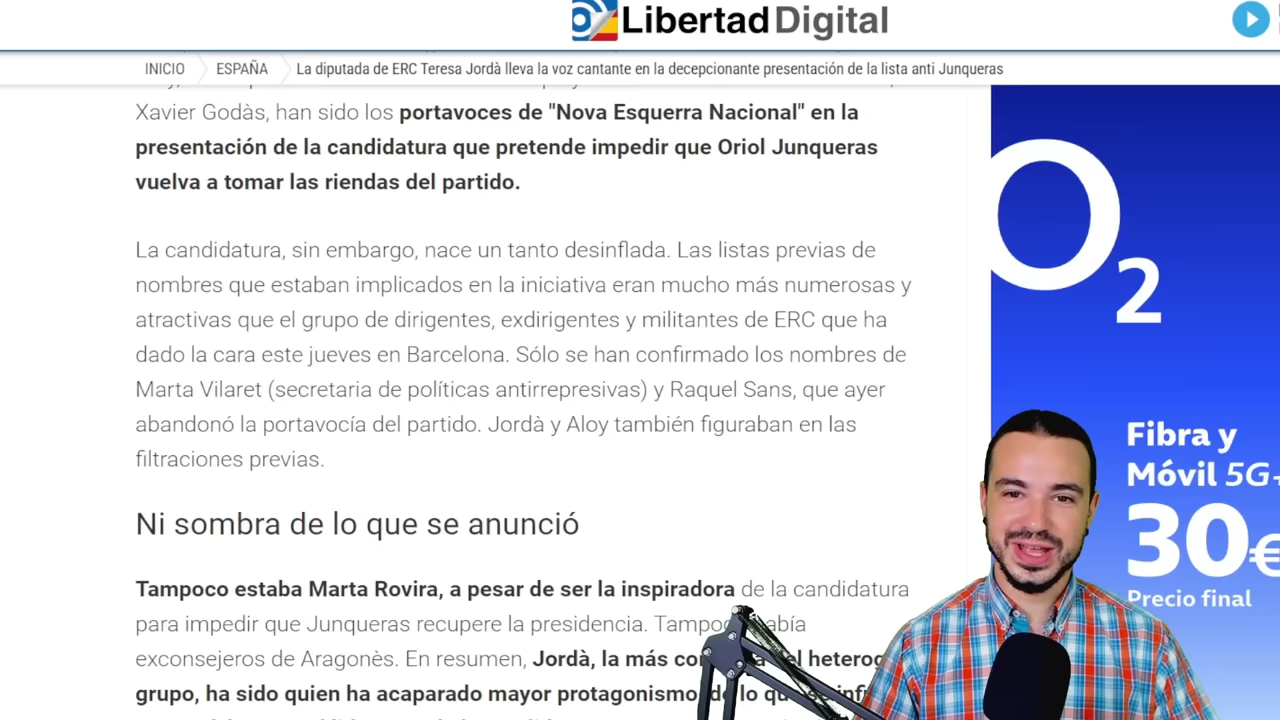 Libertad Digital
INICIO
ESPAÑA
La diputada de ERC Teresa Jordà lleva la voz cantante en la decepcionante presentación de la lista anti Junqueras
Xavier Godàs, han sido los portavoces de "Nova Esquerra Nacional" en la
presentación de la candidatura que pretende impedir que Oriol Junqueras
vuelva a tomar las riendas del partido.
La candidatura, sin embargo, nace un tanto desinflada. Las listas previas de
nombres que estaban implicados en la iniciativa eran mucho más numerosas y
atractivas que el grupo de dirigentes, exdirigentes y militantes de ERC que ha
dado la cara este jueves en Barcelona. Sólo se han confirmado los nombres de
Marta Vilaret (secretaria de políticas antirrepresivas) y Raquel Sans, que ayer
abandonó la portavocía del partido. Jordà y Aloy también figuraban en las
filtraciones previas.
Ni sombra de lo que se anunció
Tampoco estaba Marta Rovira, a pesar de ser la inspiradora de la candidatura
para impedir que Junqueras recupere la presidencia.
exconsejeros de Aragonès. En resumen, Jordà, la más
grupo, ha sido quien ha acaparado mayor protagonismo
O2
Fibra y
Móvil 5G+
30€
Precio final